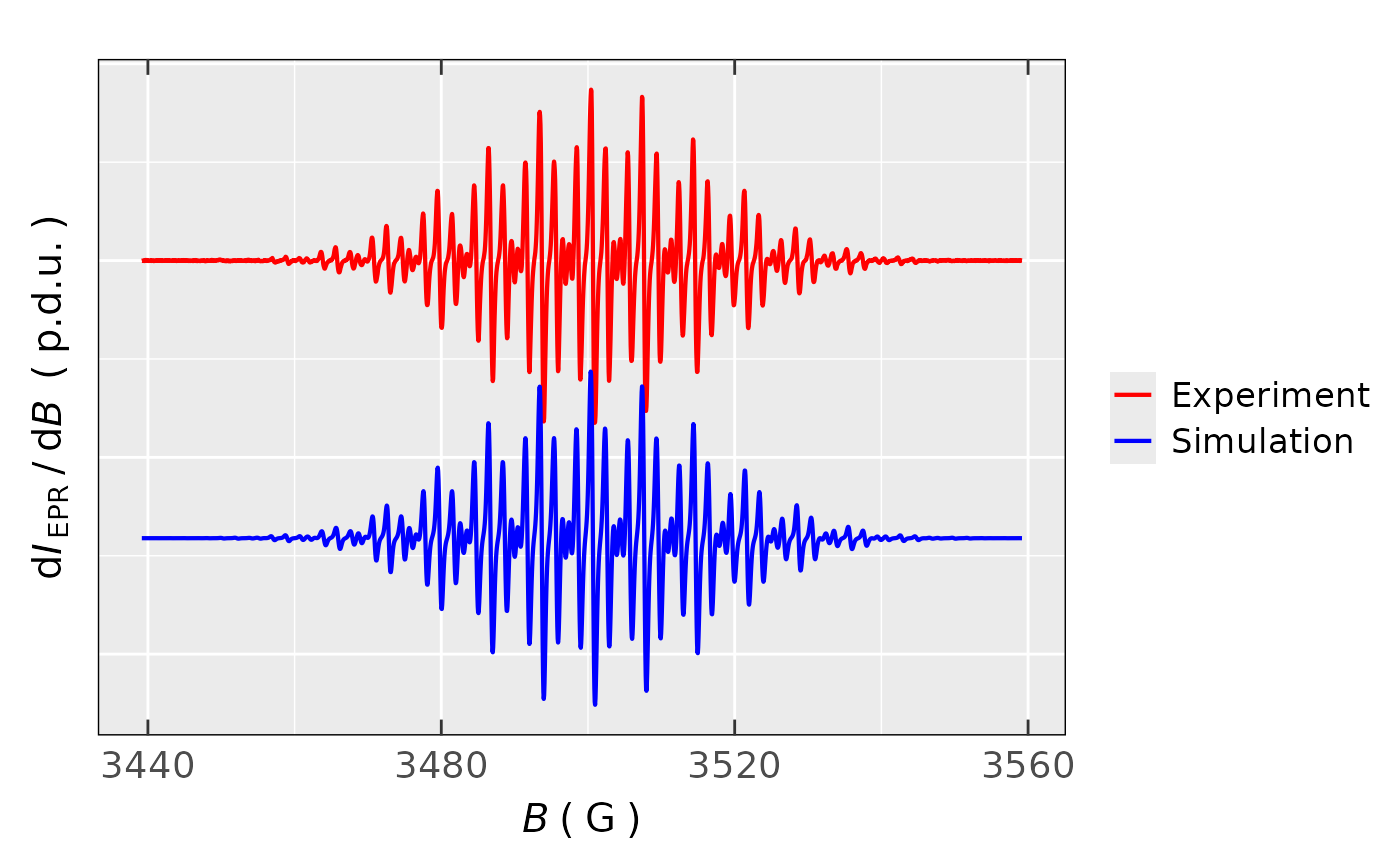 dI_EPR / dB ( p.d.u. )
Experiment
Simulation
3440 3480 3520 3560
B ( G )